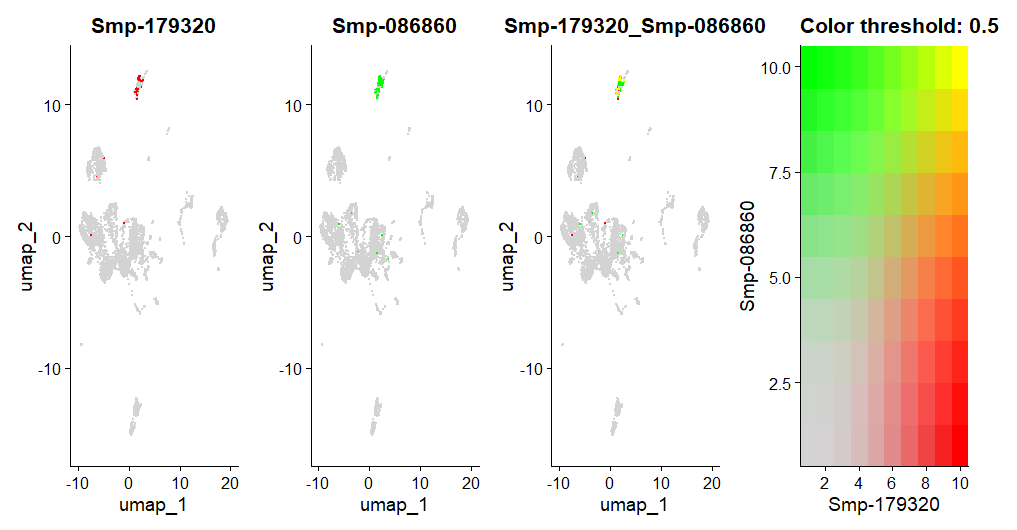 Smp-179320
Smp-086860
Smp-179320_Smp-086860
Color threshold: 0.5
10
0
-10
umap_2
-10 0 10 20
umap_1
10
0
-10
umap_2
-10 0 10 20
umap_1
10
0
-10
umap_2
-10 0 10 20
umap_1
10.0
7.5
5.0
2.5
Smp-086860
2 4 6 8 10
Smp-179320